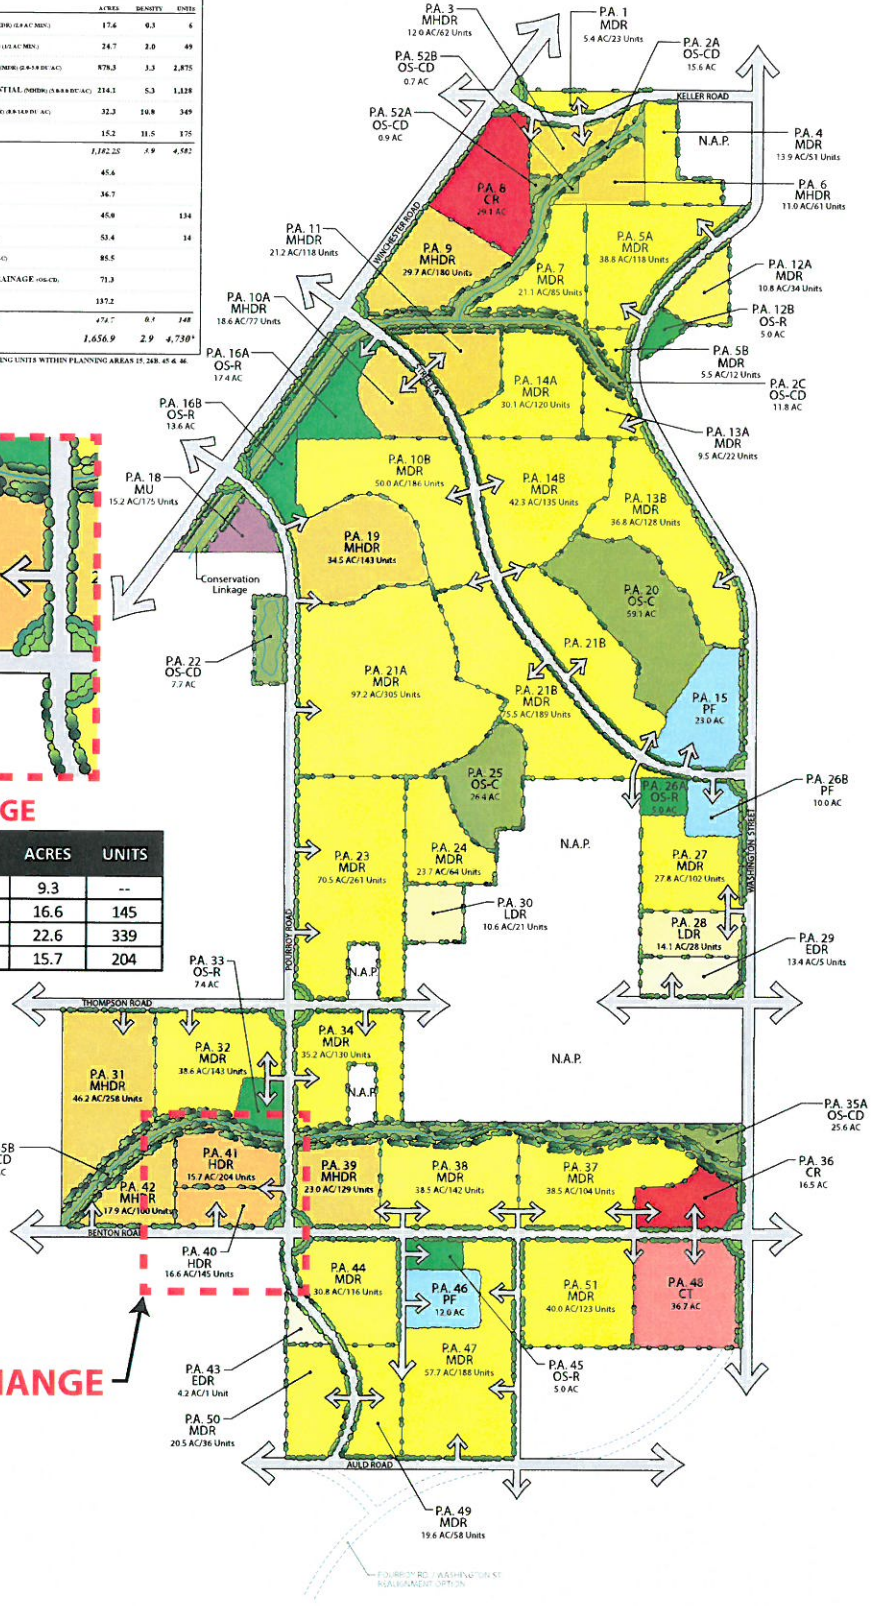 ACRES DENSITY UNITS
17.6 0.3 6
24.7 2.0 49
878.3 3.3 2,875
214.1 5.3 1,128
32.3 10.8 349
15.2 11.5 175
1,182.25 3.9 4,582
45.6
36.7
45.0 134
53.4 14
85.5
71.3
137.2
474.7 0.3 148
1,656.9 2.9 4,730*
P.A. 3
MHDR
12.0 AC/62 Units
P.A. 1
MDR
5.4 AC/23 Units
P.A. 2A
OS-CD
15.6 AC
P.A. 52B
OS-CD
0.7 AC
P.A. 52A
OS-CD
0.9 AC
KELLER ROAD
N.A.P.
P.A. 4
MDR
13.9 AC/51 Units
P.A. 6
MHDR
11.0 AC/61 Units
P.A. 8
CR
29.1 AC
WINCHESTER ROAD
P.A. 11
MHDR
21.2 AC/118 Units
P.A. 9
MHDR
29.7 AC/180 Units
P.A. 5A
MDR
38.8 AC/118 Units
P.A. 7
MDR
21.1 AC/85 Units
P.A. 12A
MDR
10.8 AC/34 Units
P.A. 10A
MHDR
18.6 AC/77 Units
P.A. 12B
OS-R
5.0 AC
P.A. 5B
MDR
5.5 AC/12 Units
P.A. 16A
OS-R
17.4 AC
STREET "A"
P.A. 14A
MDR
30.1 AC/120 Units
P.A. 2C
OS-CD
11.8 AC
P.A. 16B
OS-R
13.6 AC
P.A. 13A
MDR
9.5 AC/22 Units
P.A. 10B
MDR
50.0 AC/186 Units
P.A. 14B
MDR
42.3 AC/135 Units
P.A. 13B
MDR
36.8 AC/128 Units
P.A. 18
MU
15.2 AC/175 Units
P.A. 19
MHDR
34.5 AC/143 Units
Conservation
Linkage
P.A. 20
OS-C
59.1 AC
P.A. 22
OS-CD
7.7 AC
P.A. 21B
P.A. 21A
MDR
97.2 AC/305 Units
P.A. 21B
MDR
75.5 AC/189 Units
P.A. 15
PF
23.0 AC
P.A. 25
OS-C
26.4 AC
P.A. 26A
OS-R
5.0 AC
P.A. 26B
PF
10.0 AC
GE
ACRES UNITS
9.3 --
16.6 145
22.6 339
15.7 204
P.A. 23
MDR
70.5 AC/261 Units
P.A. 24
MDR
23.7 AC/64 Units
N.A.P.
P.A. 27
MDR
27.8 AC/102 Units
WASHINGTON STREET
P.A. 30
LDR
10.6 AC/21 Units
P.A. 28
LDR
14.1 AC/28 Units
P.A. 29
EDR
13.4 AC/5 Units
POURROY ROAD
N.A.P.
P.A. 33
OS-R
7.4 AC
THOMPSON ROAD
P.A. 31
MHDR
46.2 AC/258 Units
P.A. 32
MDR
38.6 AC/143 Units
P.A. 34
MDR
35.2 AC/130 Units
N.A.P.
N.A.P.
P.A. 35A
OS-CD
25.6 AC
5B
CD
P.A. 42
MHDR
17.9 AC/100 Units
P.A. 41
HDR
15.7 AC/204 Units
P.A. 39
MHDR
23.0 AC/129 Units
P.A. 38
MDR
38.5 AC/142 Units
P.A. 37
MDR
38.5 AC/104 Units
P.A. 36
CR
16.5 AC
BENTON ROAD
P.A. 40
HDR
16.6 AC/145 Units
P.A. 44
MDR
30.8 AC/116 Units
P.A. 46
PF
12.0 AC
P.A. 51
MDR
40.0 AC/123 Units
P.A. 48
CT
36.7 AC
P.A. 47
MDR
57.7 AC/188 Units
HANGE
P.A. 43
EDR
4.2 AC/1 Unit
P.A. 45
OS-R
5.0 AC
P.A. 50
MDR
20.5 AC/36 Units
AULD ROAD
P.A. 49
MDR
19.6 AC/58 Units
POURROY RD. / WASHINGTON ST.
REALIGNMENT OPTION